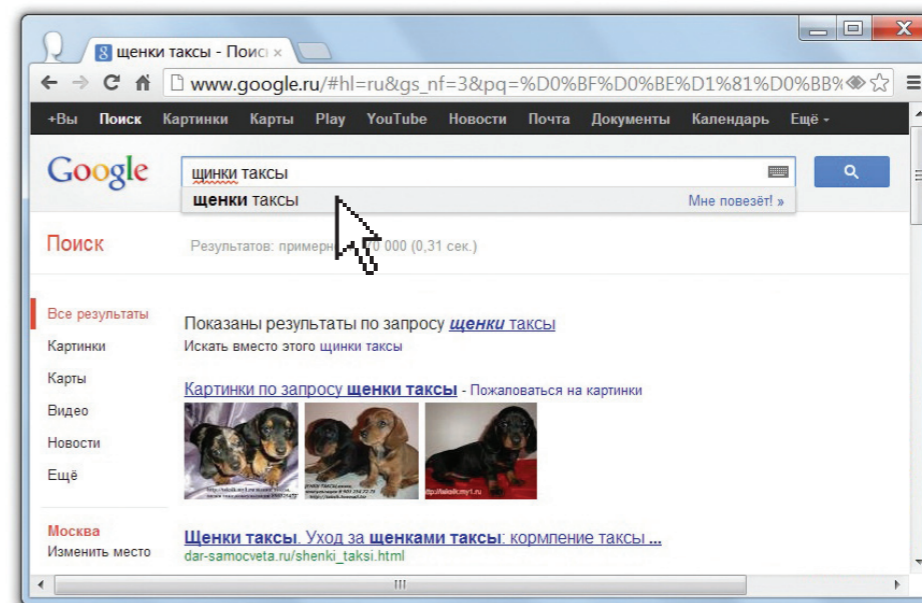 щенки таксы - Поис ×
www.google.ru/#hl=ru&gs_nf=3&pq=%D0%BF%D0%BE%D1%81%D0%BB%
+Вы Поиск Картинки Карты Play YouTube Новости Почта Документы Календарь Ещё
Google щинки таксы
щенки таксы Мне повезёт! »
Поиск Результатов: 000 (0,31 сек.)
Все результаты
Показаны результаты по запросу щенки таксы
Картинки Искать вместо этого щинки таксы
Карты
Картинки по запросу щенки таксы - Пожаловаться на картинки
Видео
Новости
Ещё
http://taksik.my1.ru
Москва
Щенки таксы. Уход за щенками таксы: кормление таксы ...
Изменить место dar-samocveta.ru/shenki_taksi.html